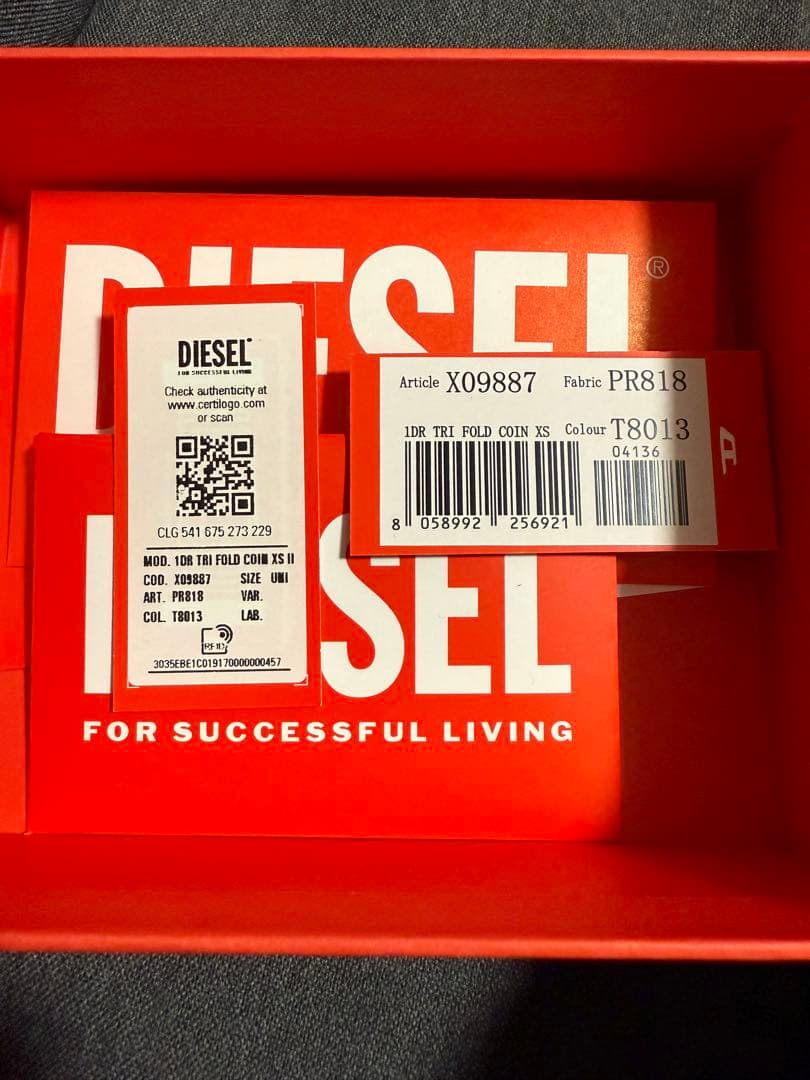 DIESEL®
DIESEL
FOR SUCCESSFUL LIVING
Check authenticity at
www.certilogo.com
or scan
CLG 541 675 273 229
MOD. 1DR TRI FOLD COIN XS II
COD. X09887 SIZE UNI
ART. PR818 VAR.
COL. T8013 LAB.
RFID
3035EBE1C0191700000000457
Article X09887 Fabric PR818
1DR TRI FOLD COIN XS Colour T8013
04136
8 058992 256921
DIESEL
FOR SUCCESSFUL LIVING